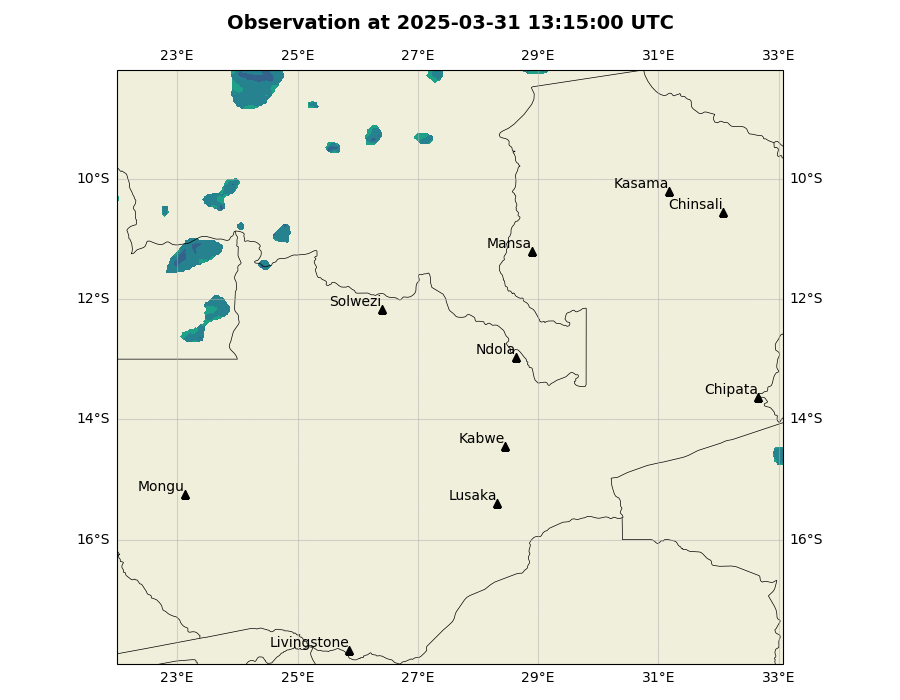 Observation at 2025-03-31 13:15:00 UTC
23°E 25°E 27°E 29°E 31°E 33°E
10°S 10°S
Kasama
Chinsali
Mansa
12°S 12°S
Solwezi
Ndola
Chipata
14°S 14°S
Kabwe
Mongu
Lusaka
16°S 16°S
Livingstone
23°E 25°E 27°E 29°E 31°E 33°E